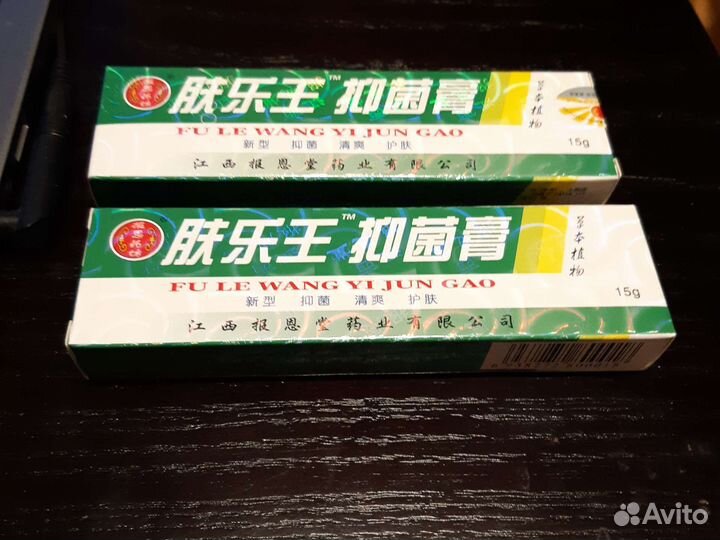 肤乐王™ 抑菌膏
草本植物
FU LE WANG YI JUN GAO
新型 抑菌 清爽 护肤
15g
江西报恩堂药业有限公司
肤乐王™ 抑菌膏
草本植物
FU LE WANG YI JUN GAO
新型 抑菌 清爽 护肤
15g
江西报恩堂药业有限公司
Avito